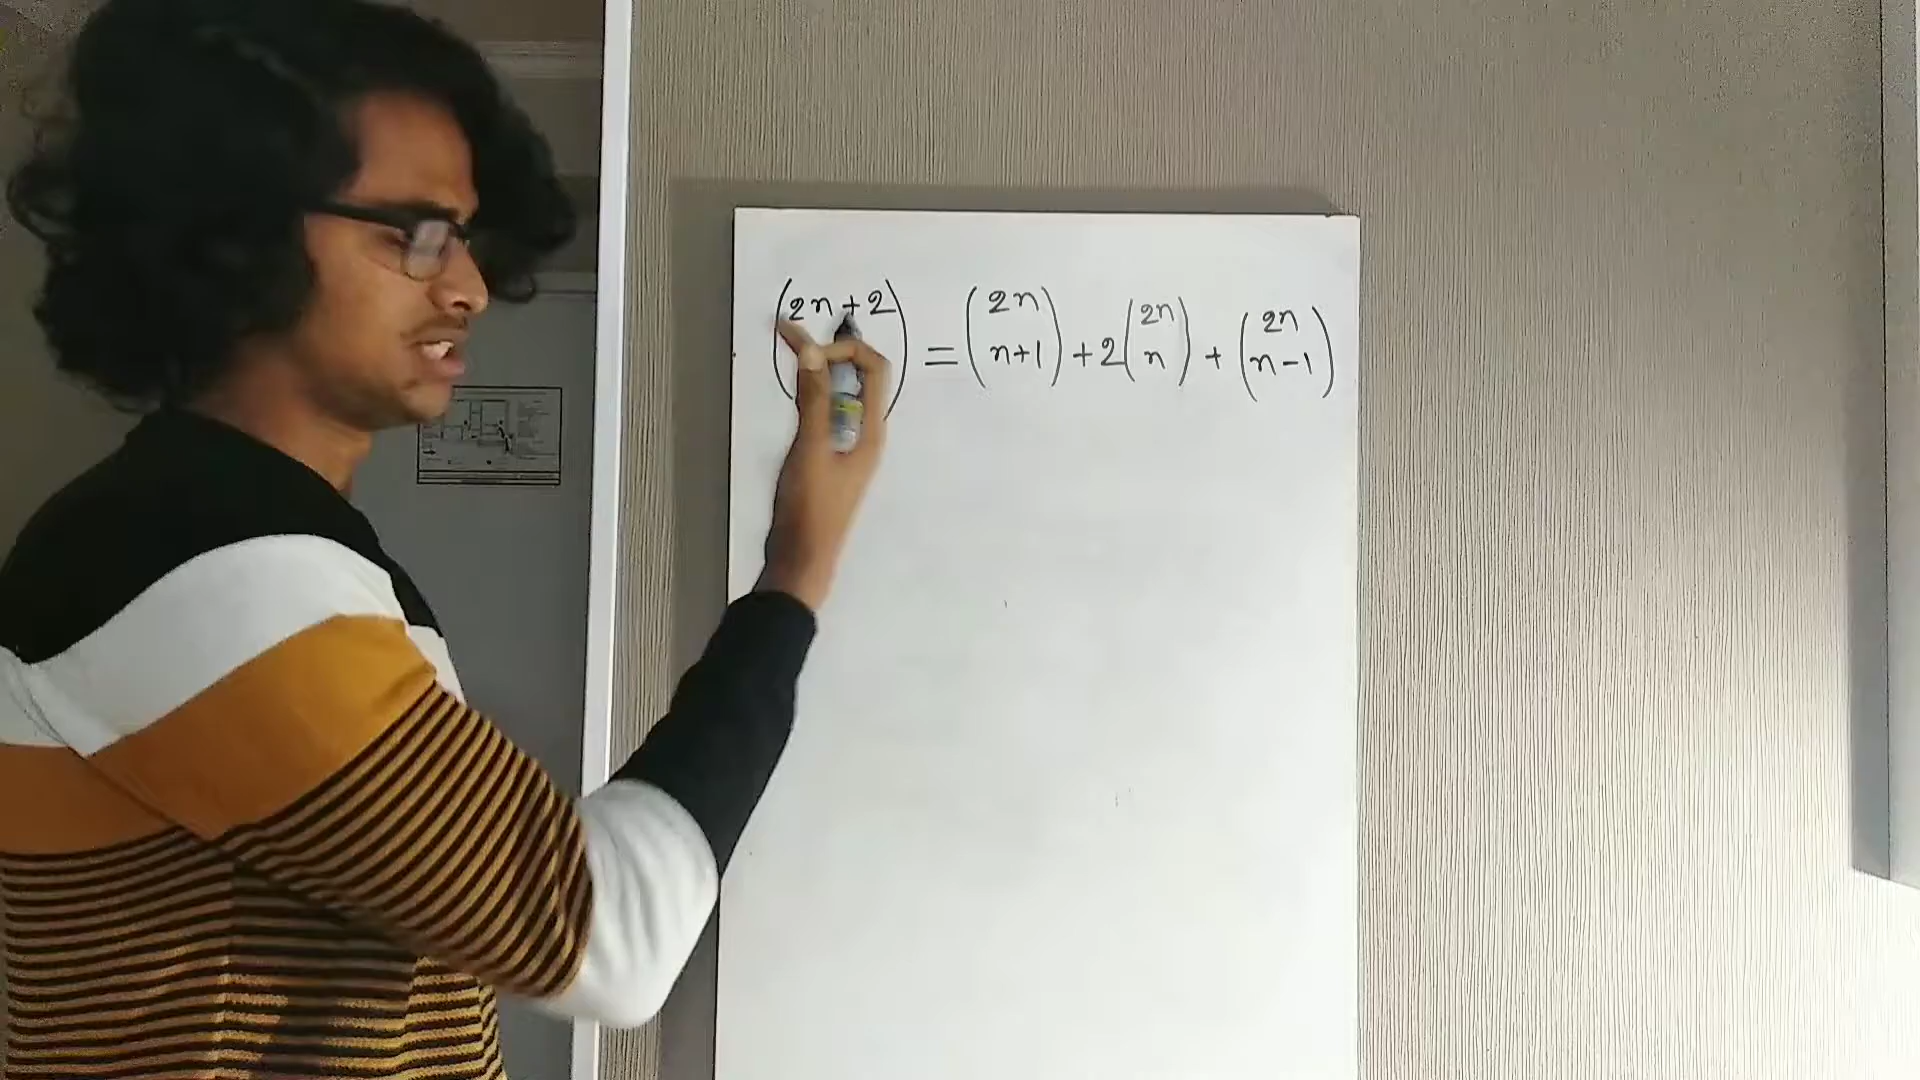 (2n+2) = (2n n+1) + 2(2n n) + (2n n-1)